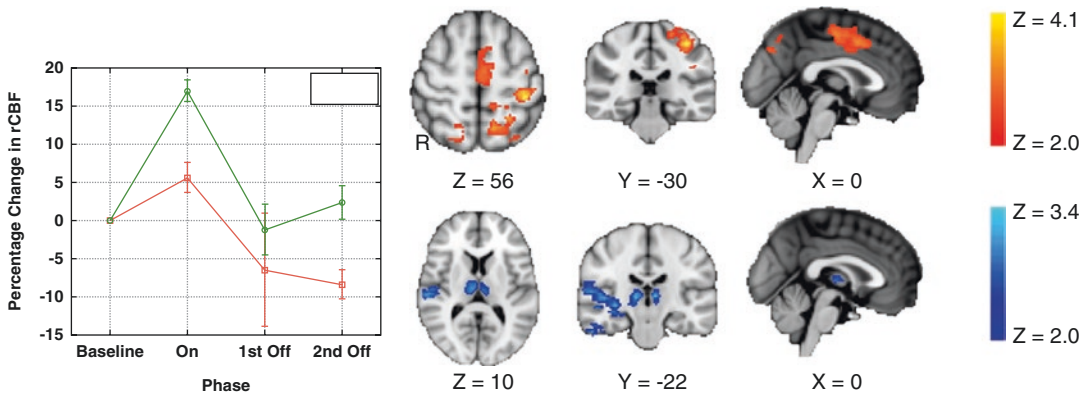 Percentage Change in rCBF
20
15
10
5
0
-5
-10
-15
Baseline On 1st Off 2nd Off
Phase
R
Z = 56 Y = -30 X = 0
Z = 4.1
Z = 2.0
Z = 10 Y = -22 X = 0
Z = 3.4
Z = 2.0